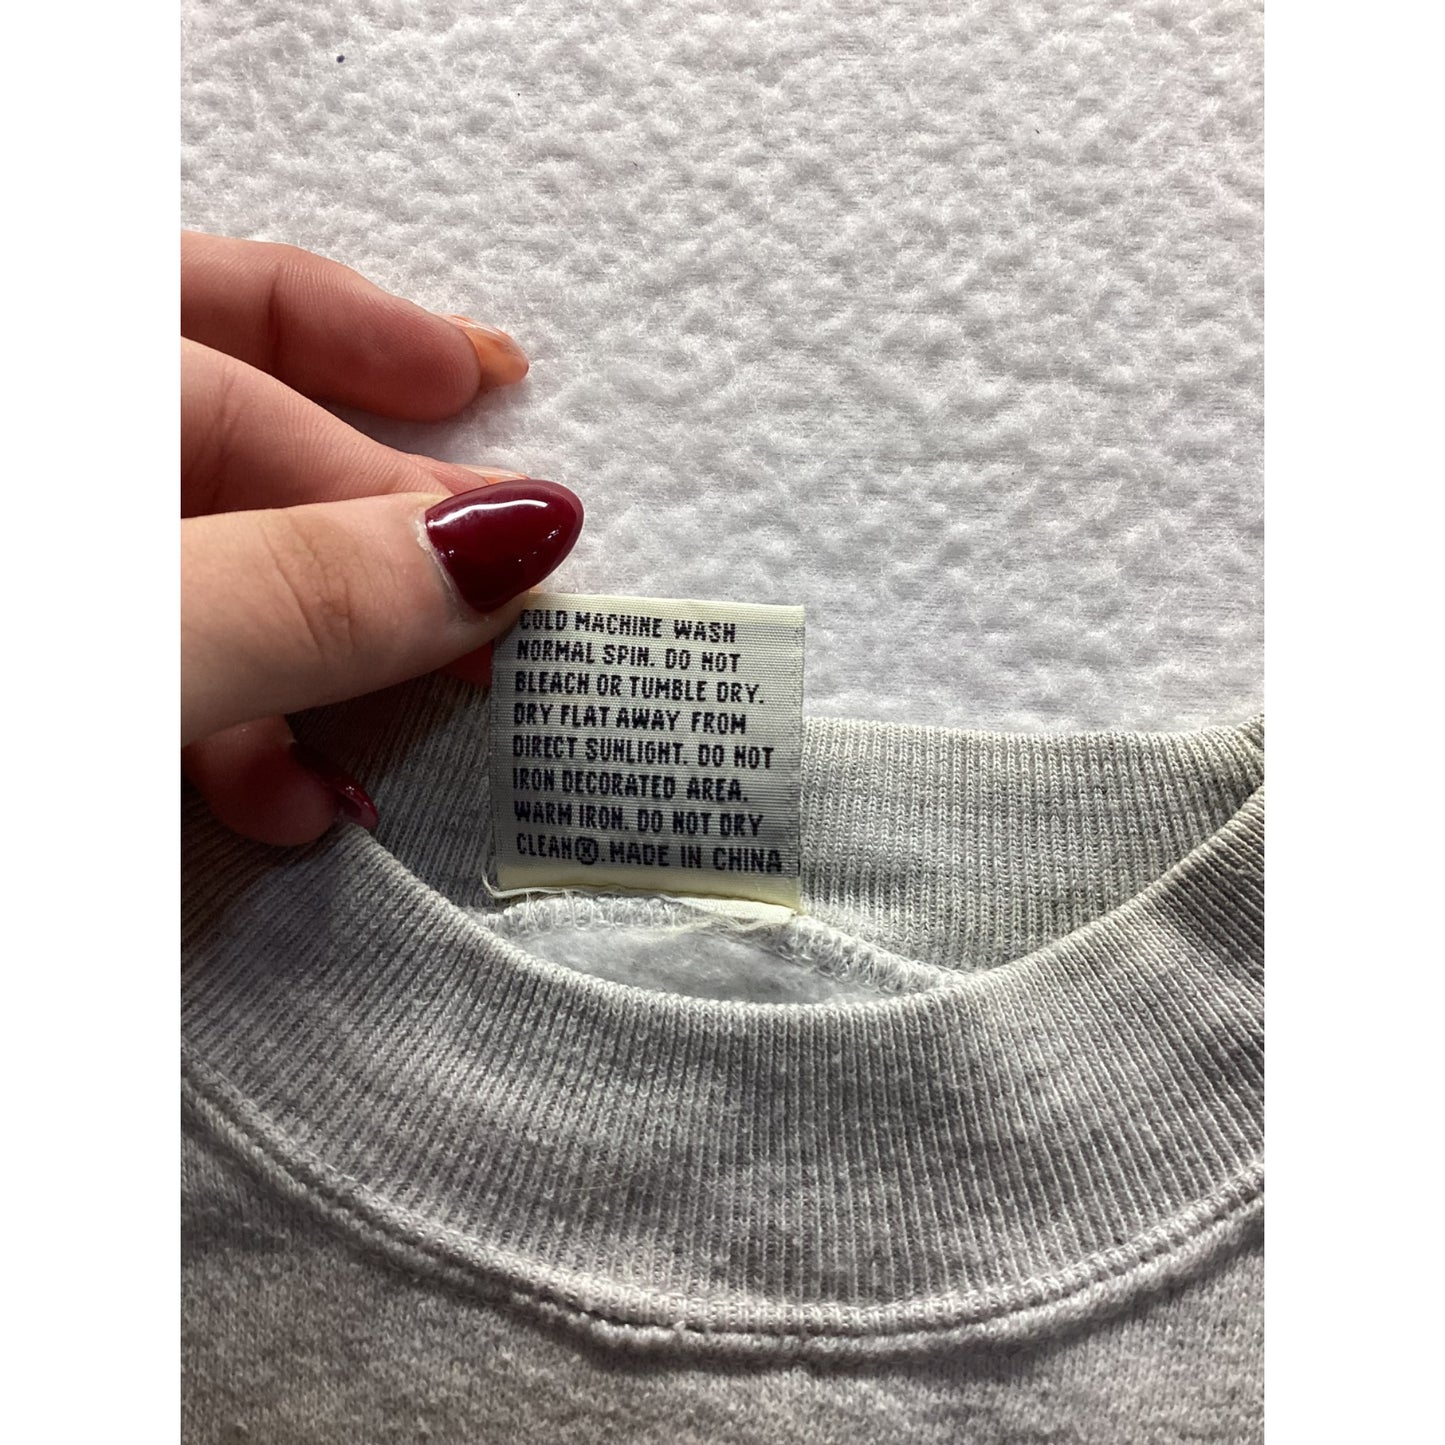 COLD MACHINE WASH
NORMAL SPIN. DO NOT
BLEACH OR TUMBLE DRY.
DRY FLAT AWAY FROM
DIRECT SUNLIGHT. DO NOT
IRON DECORATED AREA.
WARM IRON. DO NOT DRY
CLEANⓍ. MADE IN CHINA